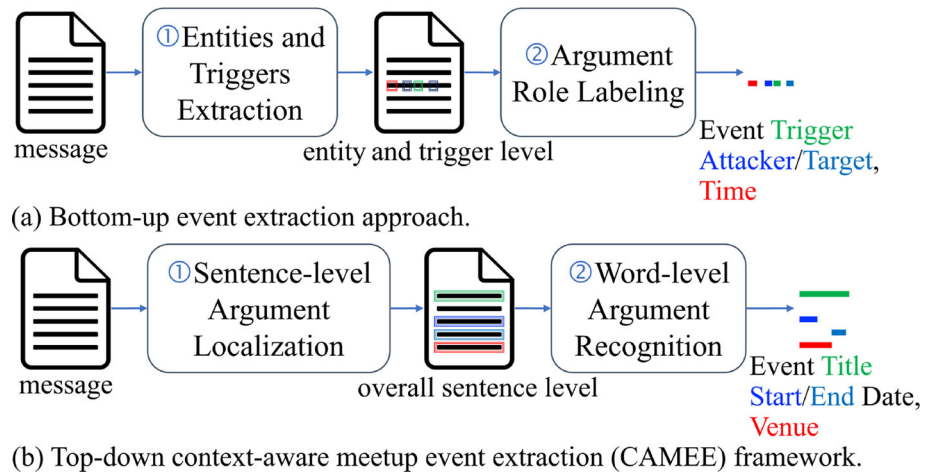 ①Entities and
Triggers
Extraction
②Argument
Role Labeling
message
entity and trigger level
Event Trigger
Attacker/Target,
Time
(a) Bottom-up event extraction approach.
①Sentence-level
Argument
Localization
②Word-level
Argument
Recognition
message
overall sentence level
Event Title
Start/End Date,
Venue
(b) Top-down context-aware meetup event extraction (CAMEE) framework.